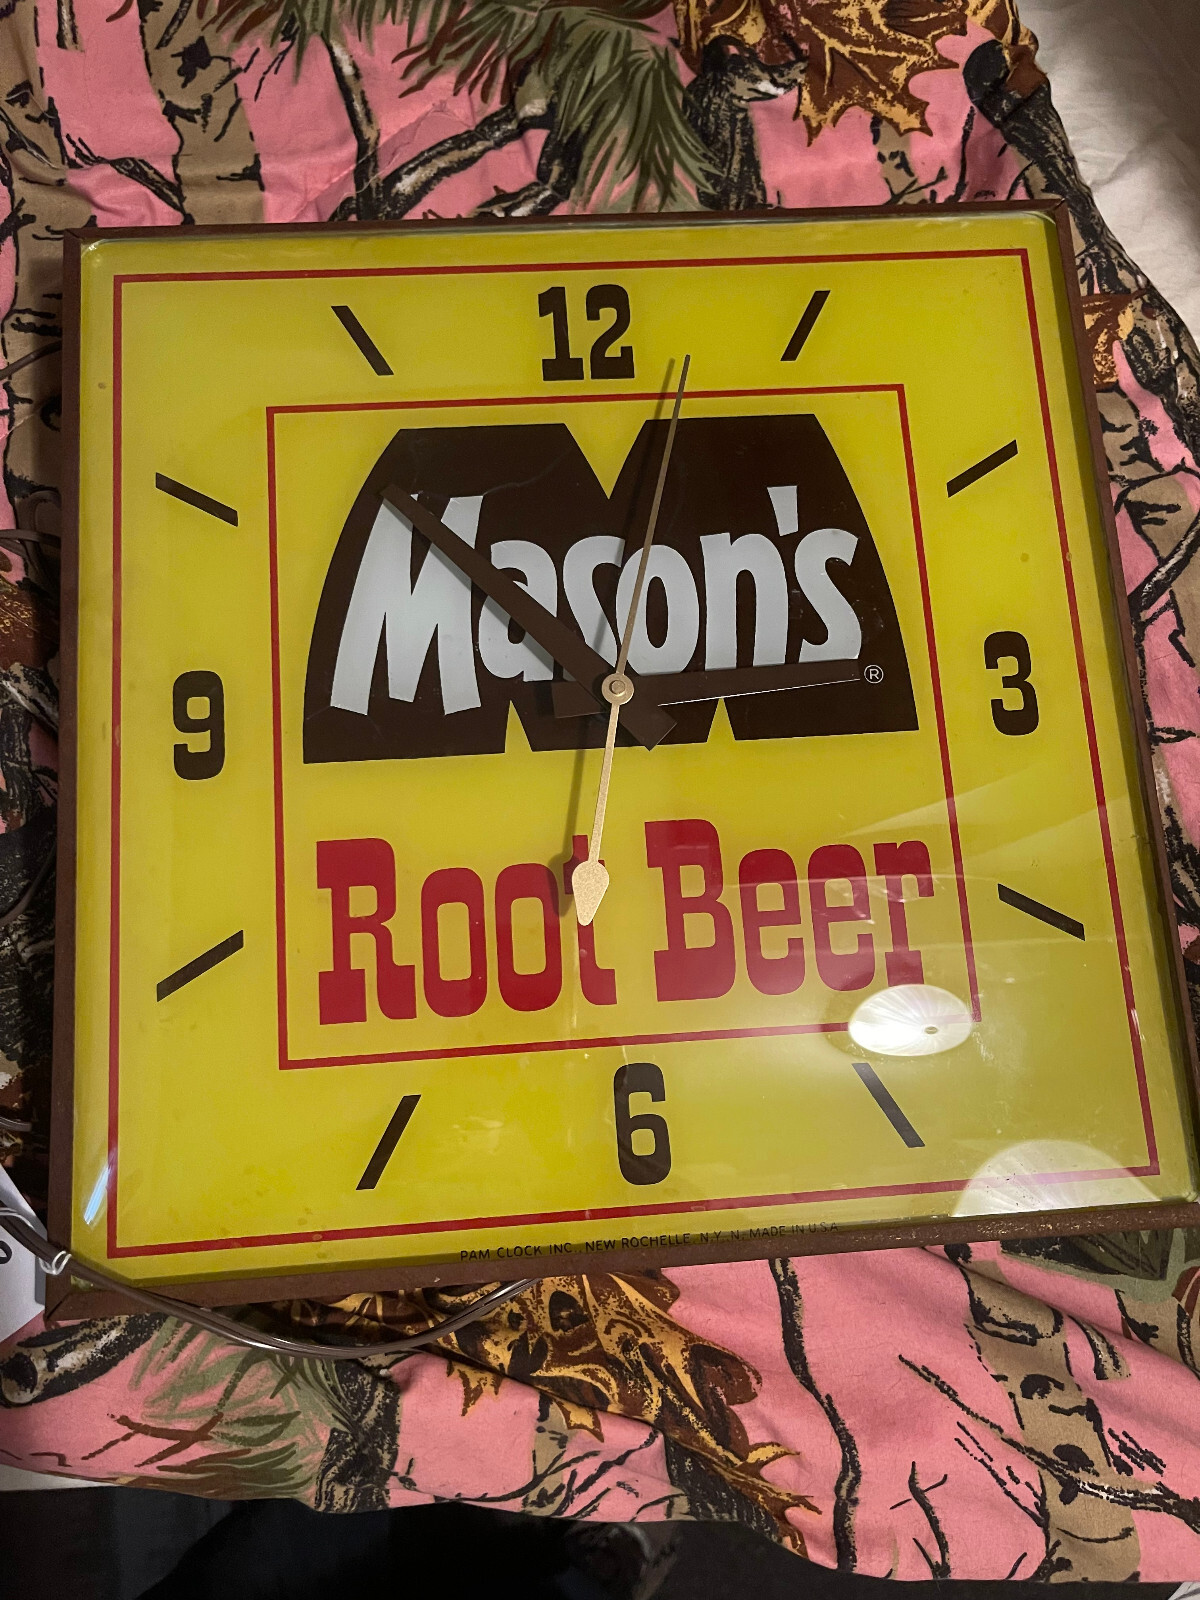 12
Mason's
®
9
3
Root Beer
6
PAM CLOCK INC., NEW ROCHELLE, N.Y., N. MADE IN U.S.A.